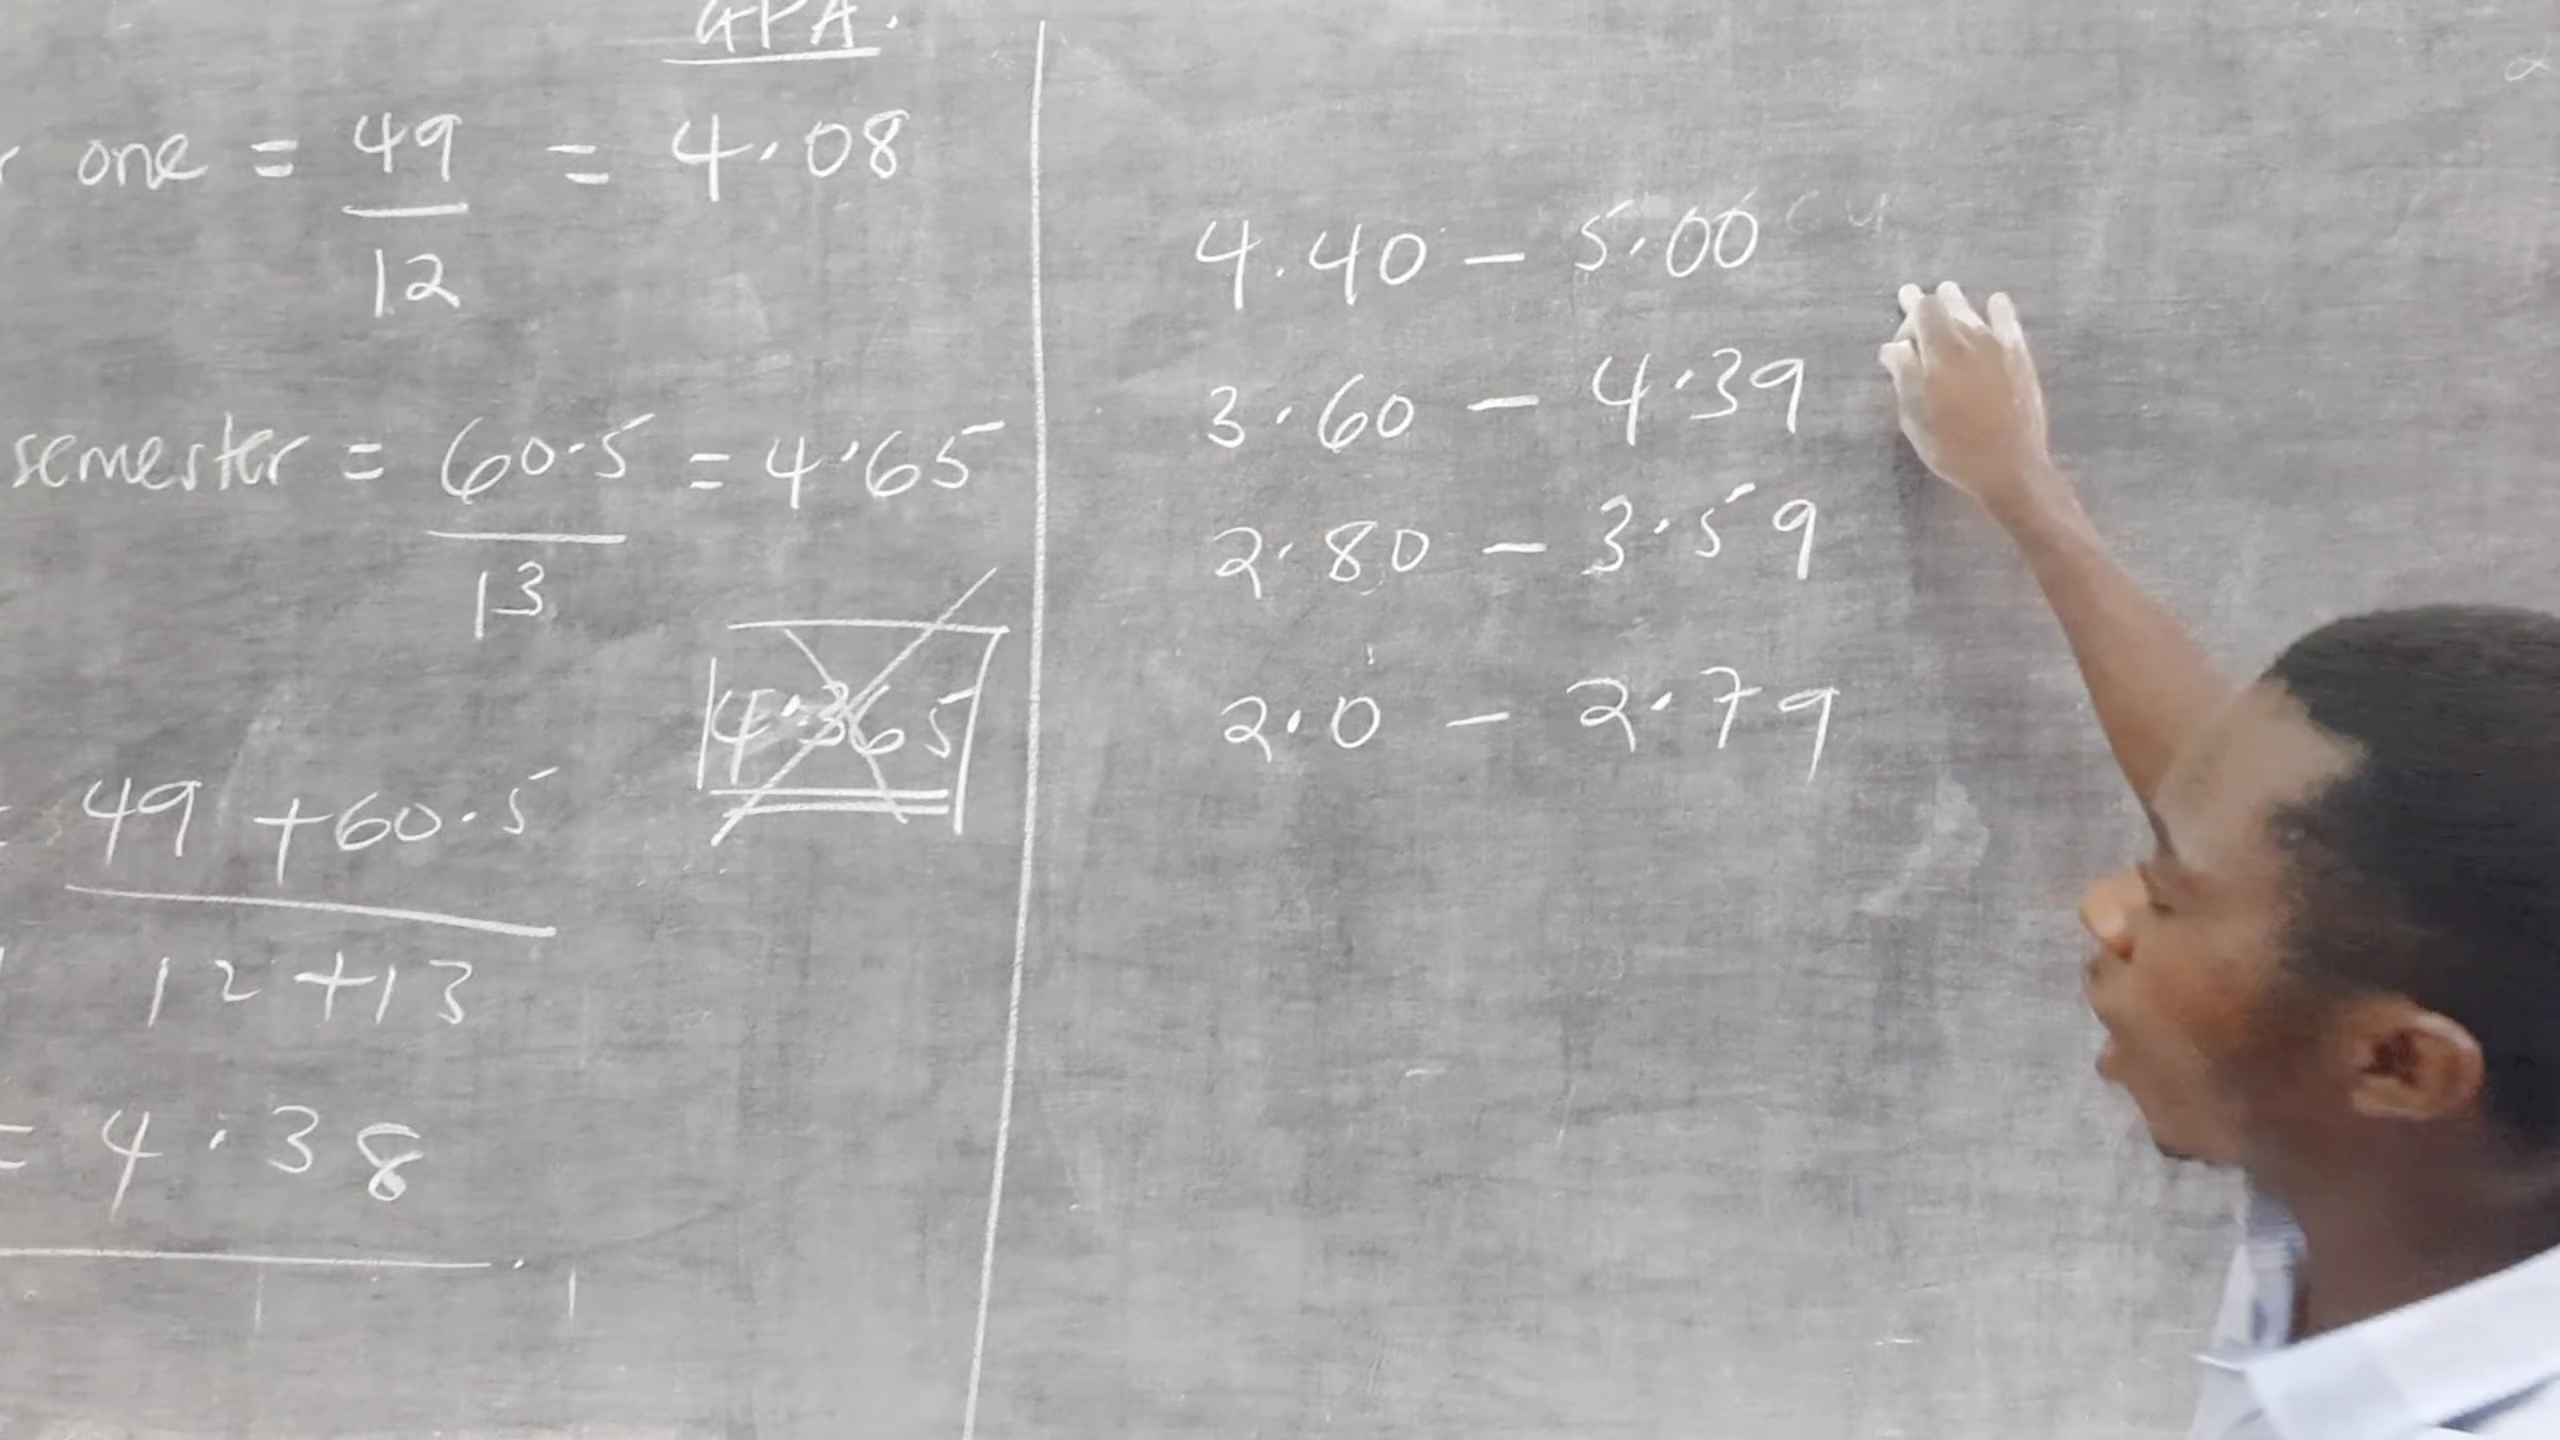 GPA.
one = 49/12 = 4.08
semester = 60.5/13 = 4.65
4.365
= 49 + 60.5
12 + 13
= 4.38
4.40 – 5.00
3.60 – 4.39
2.80 – 3.59
2.0 – 2.79